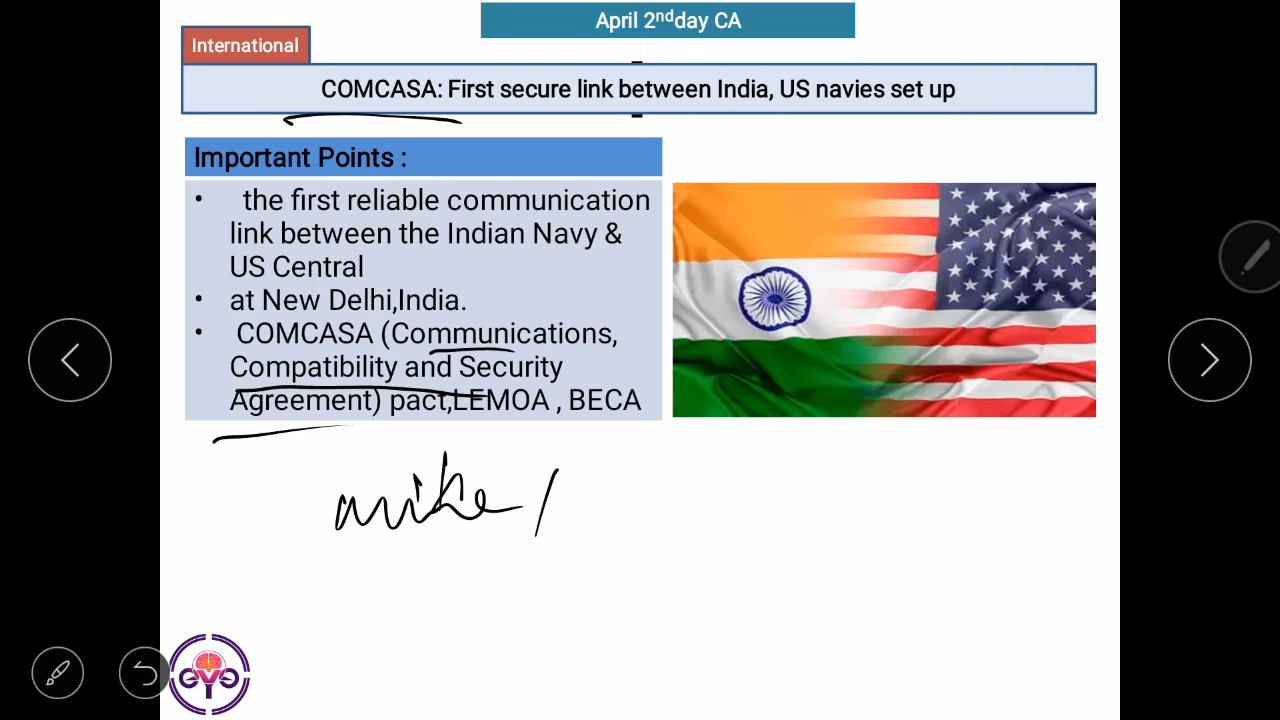 April 2nd day CA
International
COMCASA: First secure link between India, US navies set up
Important Points :
• the first reliable communication
link between the Indian Navy &
US Central
• at New Delhi,India.
• COMCASA (Communications,
Compatibility and Security
Agreement) pact,LEMOA , BECA
mike /